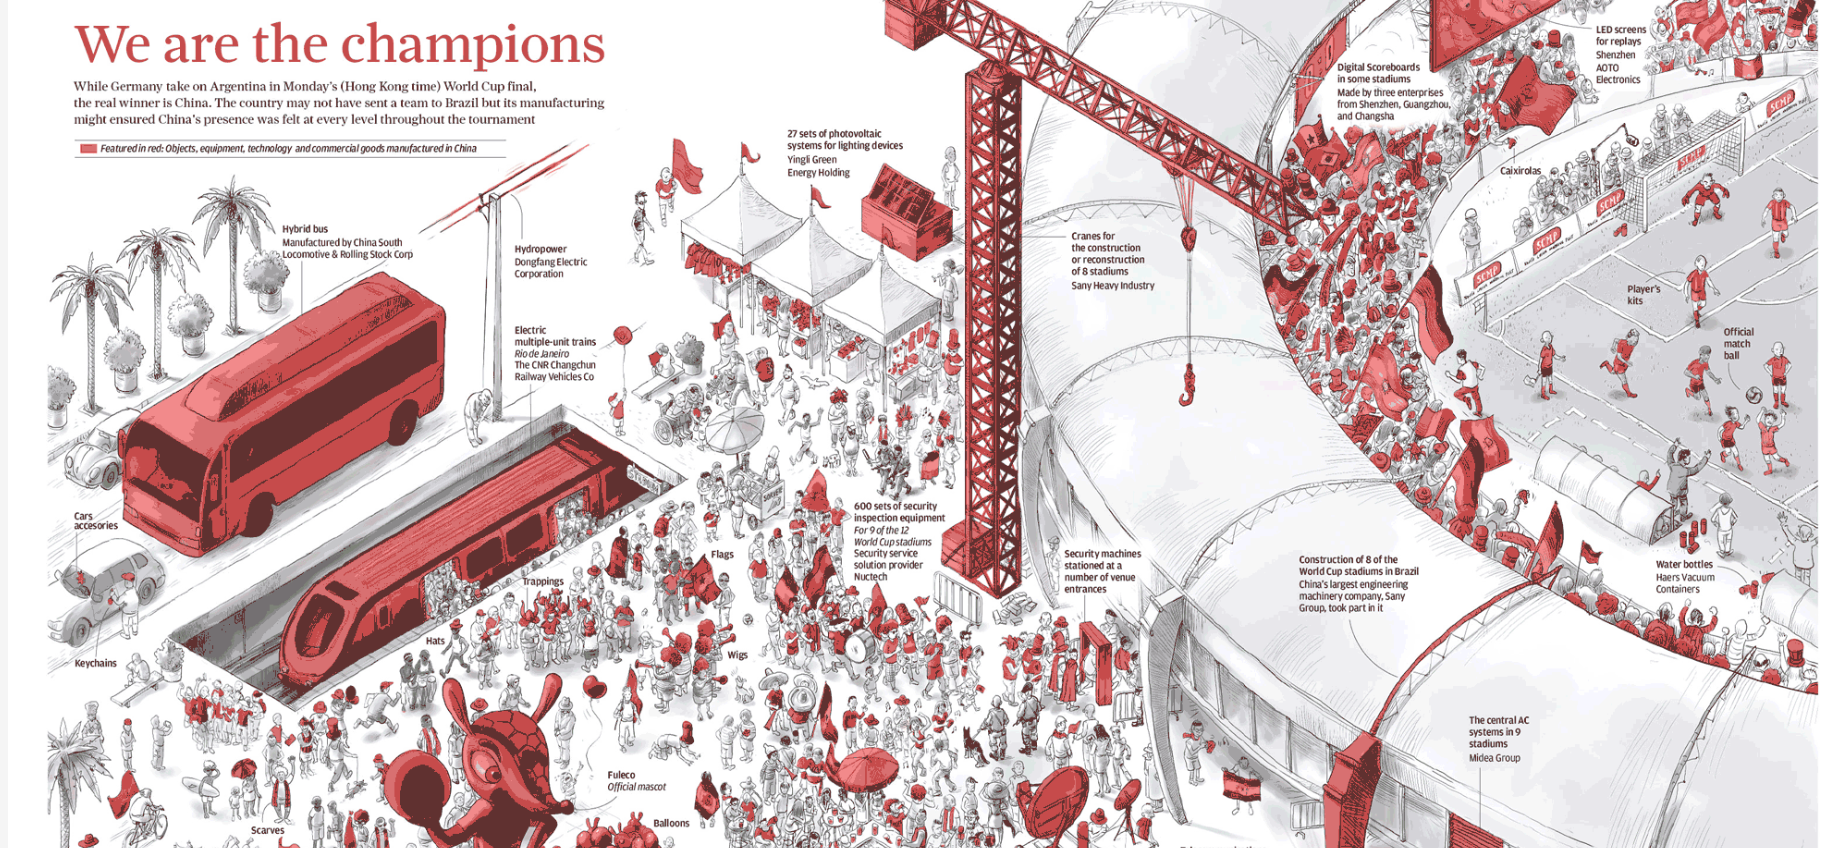 We are the champions
While Germany take on Argentina in Monday's (Hong Kong time) World Cup final,
the real winner is China. The country may not have sent a team to Brazil but its manufacturing
might ensured China's presence was felt at every level throughout the tournament
Featured in red: Objects, equipment, technology and commercial goods manufactured in China
Hybrid bus
Manufactured by China South
Locomotive & Rolling Stock Corp
Hydropower
Dongfang Electric
Corporation
Electric
multiple-unit trains
Rio de Janeiro
The CNR Changchun
Railway Vehicles Co
27 sets of photovoltaic
systems for lighting devices
Yingli Green
Energy Holding
Cranes for
the construction
or reconstruction
of 8 stadiums
Sany Heavy Industry
Digital Scoreboards
in some stadiums
Made by three enterprises
from Shenzhen, Guangzhou,
and Changsha
LED screens
for replays
Shenzhen
AOTO
Electronics
Caixirolas
SCMP
SCMP
SCMP
SCMP
SCMP
Player's
kits
Official
match
ball
Cars
accesories
Keychains
Trappings
Hats
Flags
Wigs
600 sets of security
inspection equipment
For 9 of the 12
World Cup stadiums
Security service
solution provider
Nuctech
Security machines
stationed at a
number of venue
entrances
Construction of 8 of the
World Cup stadiums in Brazil
China's largest engineering
machinery company, Sany
Group, took part in it
Water bottles
Haers Vacuum
Containers
The central AC
systems in 9
stadiums
Midea Group
Fuleco
Official mascot
Scarves
Balloons